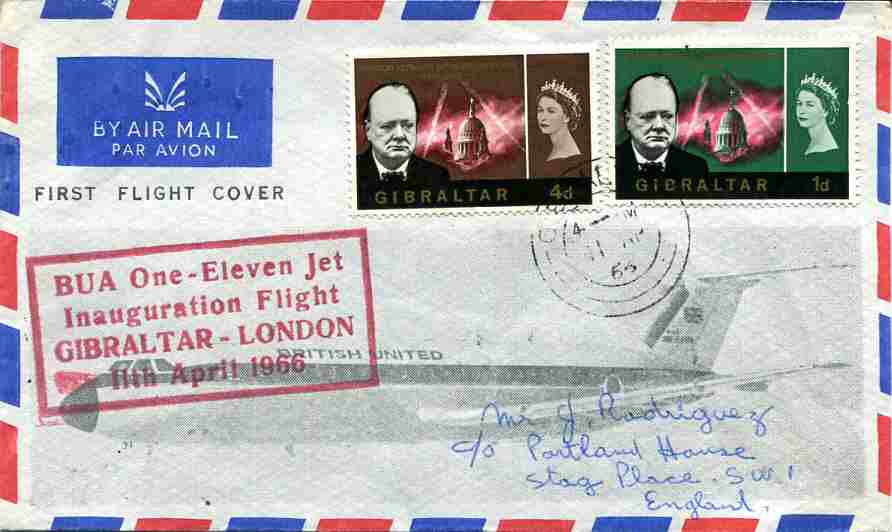 BY AIR MAIL
PAR AVION
FIRST FLIGHT COVER
GIBRALTAR 4d
GIBRALTAR 1d
BUA One-Eleven Jet
Inauguration Flight
GIBRALTAR - LONDON
11th April 1966
BRITISH UNITED
Mr J. Rodriguez
c/o Portland House
Stag Place. S.W.1
England.